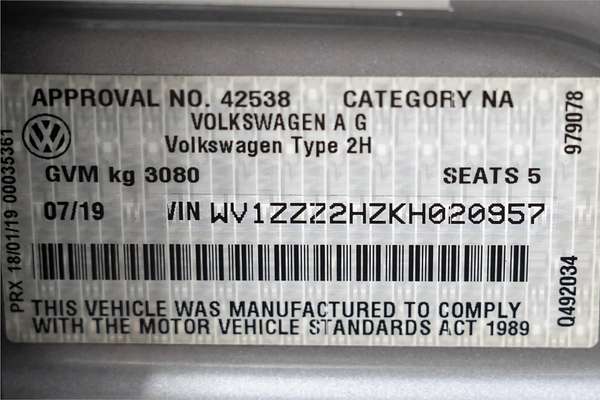 APPROVAL NO. 42538 CATEGORY NA
VOLKSWAGEN A G
Volkswagen Type 2H
GVM kg 3080 SEATS 5
07/19 VIN WV1ZZZ2HZKH020957
THIS VEHICLE WAS MANUFACTURED TO COMPLY
WITH THE MOTOR VEHICLE STANDARDS ACT 1989
PRX 18/01/19 00035361
979078
Q492034